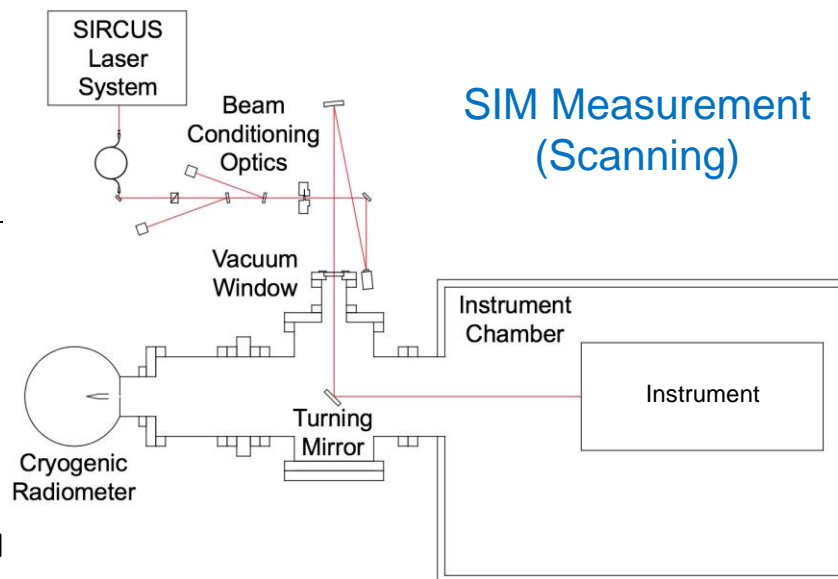 SIRCUS
Laser
System
Beam
Conditioning
Optics
SIM Measurement
(Scanning)
Vacuum
Window
Instrument
Chamber
Instrument
Turning
Mirror
Cryogenic
Radiometer